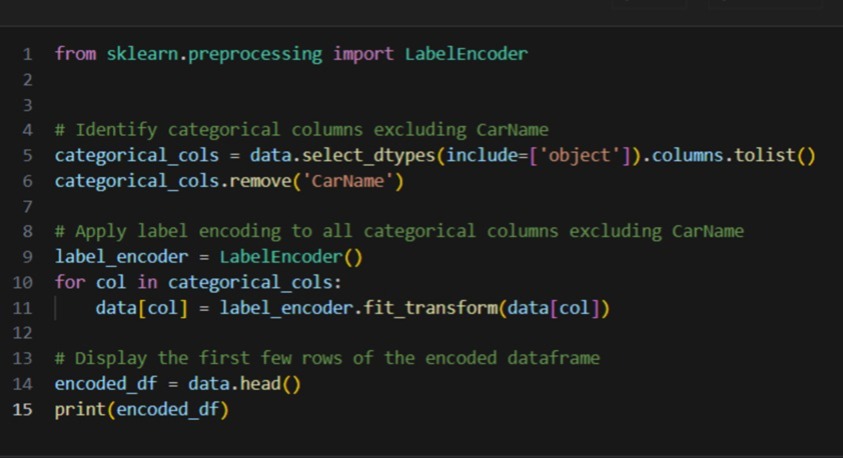 1 from sklearn.preprocessing import LabelEncoder
2
3
4 # Identify categorical columns excluding CarName
5 categorical_cols = data.select_dtypes(include=['object']).columns.tolist()
6 categorical_cols.remove('CarName')
7
8 # Apply label encoding to all categorical columns excluding CarName
9 label_encoder = LabelEncoder()
10 for col in categorical_cols:
11     data[col] = label_encoder.fit_transform(data[col])
12
13 # Display the first few rows of the encoded dataframe
14 encoded_df = data.head()
15 print(encoded_df)